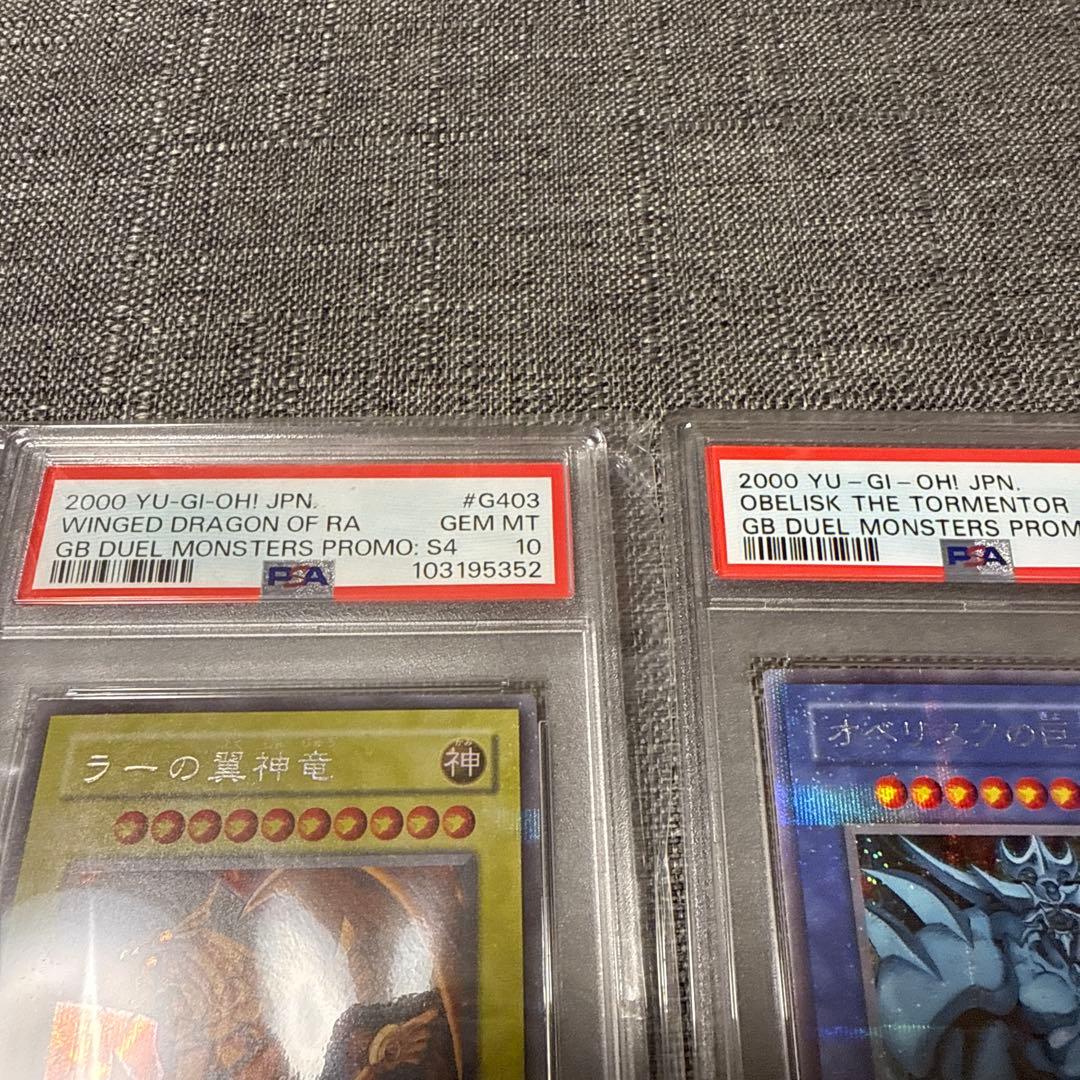 2000 YU-GI-OH! JPN. #G403
WINGED DRAGON OF RA GEM MT
GB DUEL MONSTERS PROMO: S4 10
PSA 103195352
ラーの翼神竜 神
2000 YU-GI-OH! JPN.
OBELISK THE TORMENTOR
GB DUEL MONSTERS PROM
PSA
オベリスクの巨